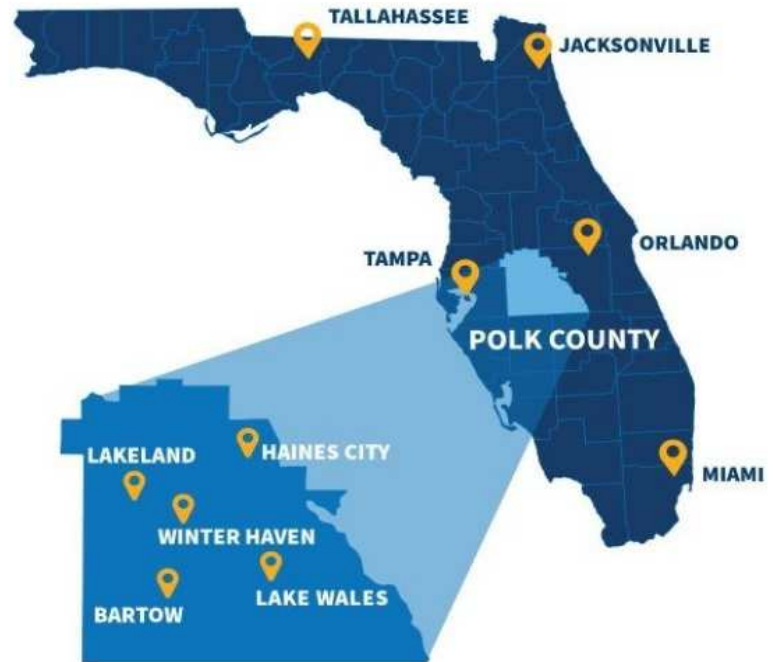 TALLAHASSEE
JACKSONVILLE
ORLANDO
TAMPA
POLK COUNTY
MIAMI
HAINES CITY
LAKELAND
WINTER HAVEN
LAKE WALES
BARTOW